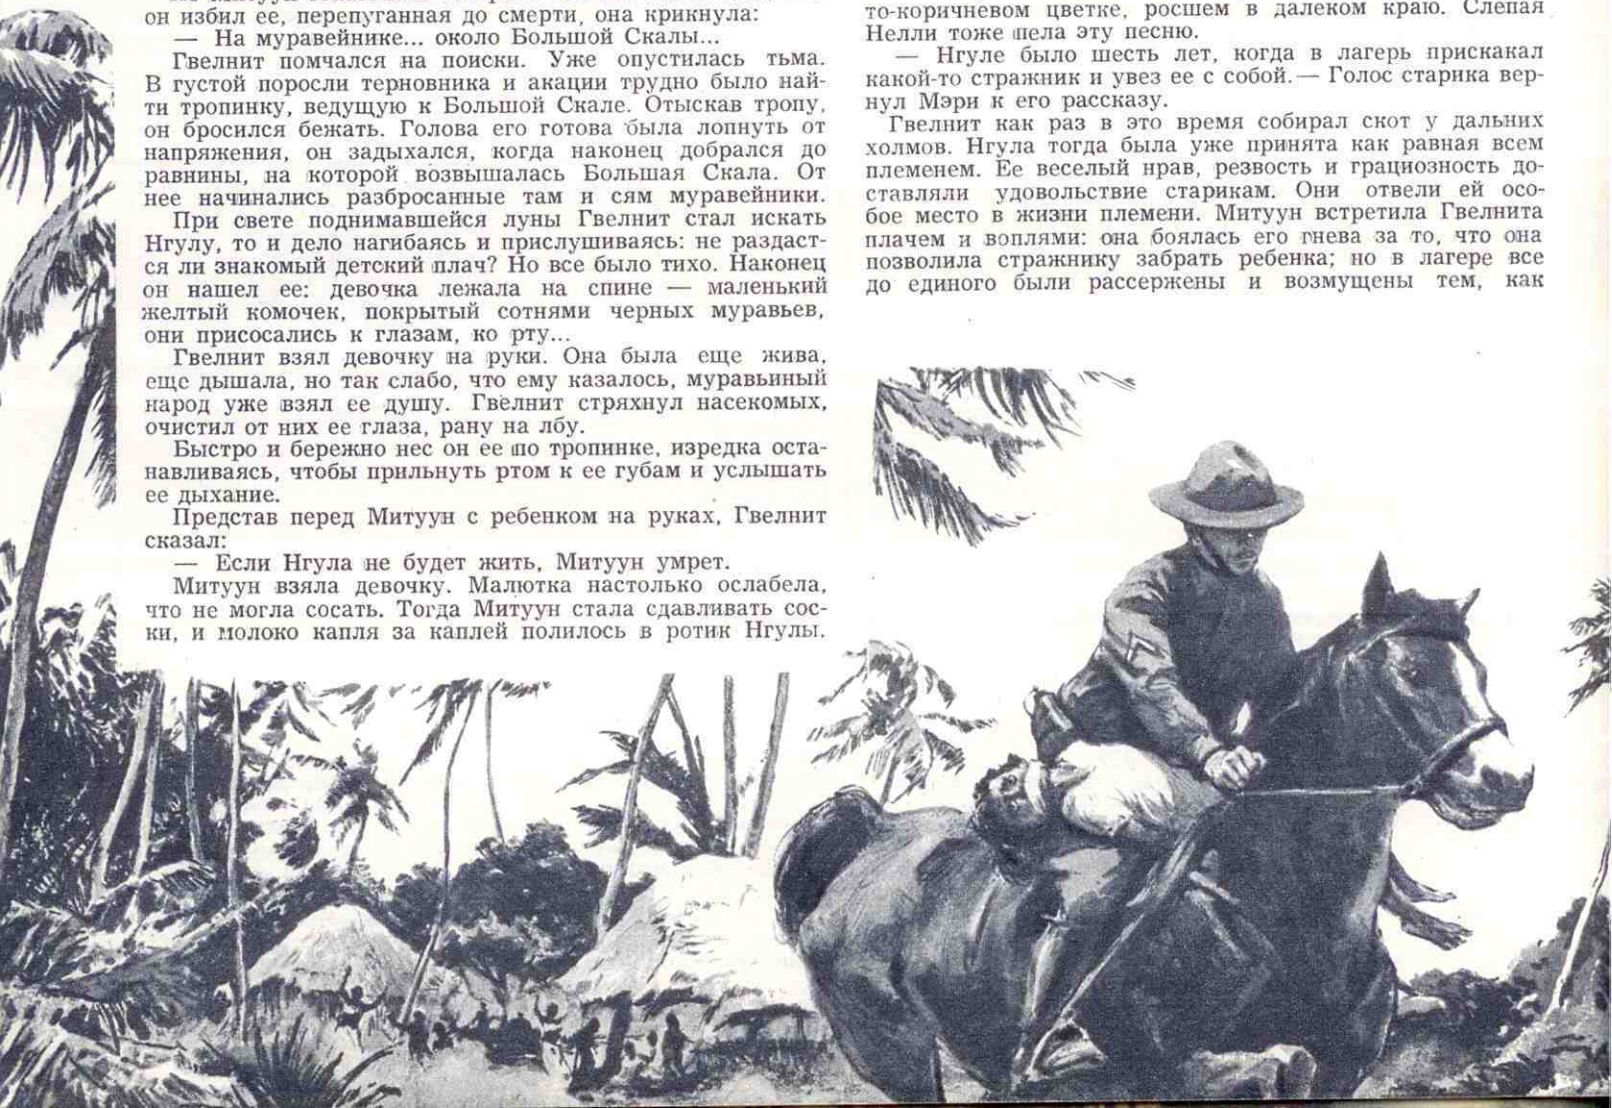 он избил ее, перепуганная до смерти, она крикнула:
— На муравейнике... около Большой Скалы...
Гвелнит помчался на поиски. Уже опустилась тьма.
В густой поросли терновника и акации трудно было най-
ти тропинку, ведущую к Большой Скале. Отыскав тропу,
он бросился бежать. Голова его готова была лопнуть от
напряжения, он задыхался, когда наконец добрался до
равнины, на которой возвышалась Большая Скала. От
нее начинались разбросанные там и сям муравейники.
При свете поднимавшейся луны Гвелнит стал искать
Нгулу, то и дело нагибаясь и прислушиваясь: не раздаст-
ся ли знакомый детский плач? Но все было тихо. Наконец
он нашел ее: девочка лежала на спине — маленький
желтый комочек, покрытый сотнями черных муравьев,
они присосались к глазам, ко рту...
Гвелнит взял девочку на руки. Она была еще жива,
еще дышала, но так слабо, что ему казалось, муравьиный
народ уже взял ее душу. Гвелнит стряхнул насекомых,
очистил от них ее глаза, рану на лбу.
Быстро и бережно нес он ее по тропинке, изредка оста-
навливаясь, чтобы прильнуть ртом к ее губам и услышать
ее дыхание.
Представ перед Митуун с ребенком на руках, Гвелнит
сказал:
— Если Нгула не будет жить, Митуун умрет.
Митуун взяла девочку. Малютка настолько ослабела,
что не могла сосать. Тогда Митуун стала сдавливать сос-
ки, и молоко капля за каплей полилось в ротик Нгулы.
то-коричневом цветке, росшем в далеком краю. Слепая
Нелли тоже пела эту песню.
— Нгуле было шесть лет, когда в лагерь прискакал
какой-то стражник и увез ее с собой.— Голос старика вер-
нул Мэри к его рассказу.
Гвелнит как раз в это время собирал скот у дальних
холмов. Нгула тогда была уже принята как равная всем
племенем. Ее веселый нрав, резвость и грациозность до-
ставляли удовольствие старикам. Они отвели ей осо-
бое место в жизни племени. Митуун встретила Гвелнита
плачем и воплями: она боялась его гнева за то, что она
позволила стражнику забрать ребенка; но в лагере все
до единого были рассержены и возмущены тем, как